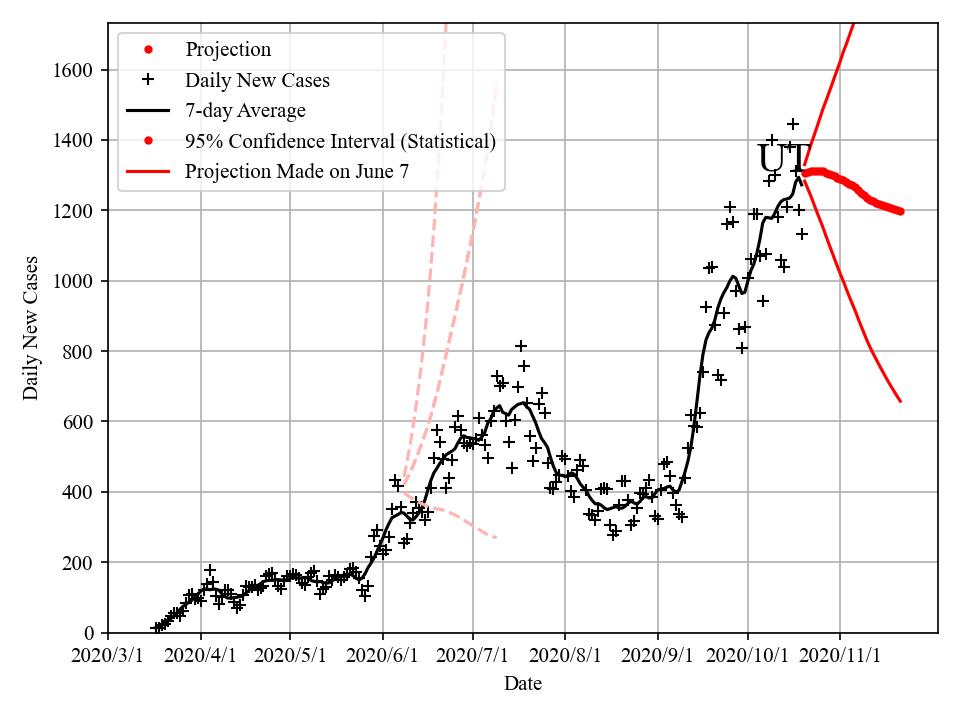 Projection
Daily New Cases
7-day Average
95% Confidence Interval (Statistical)
Projection Made on June 7
UT
1600
1400
1200
1000
800
600
400
200
0
Daily New Cases
2020/3/1 2020/4/1 2020/5/1 2020/6/1 2020/7/1 2020/8/1 2020/9/1 2020/10/1 2020/11/1
Date